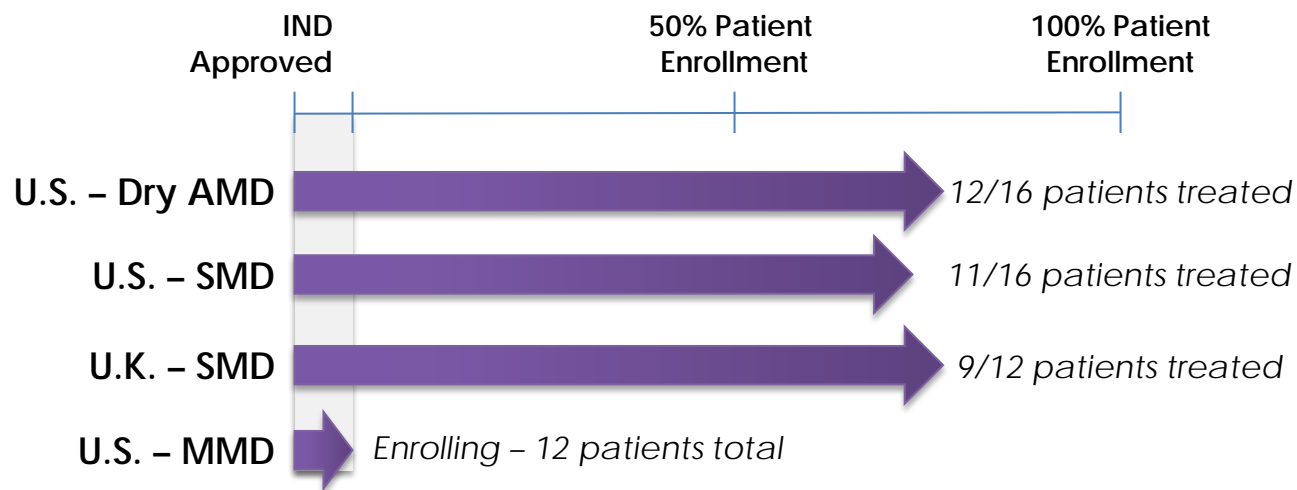 IND
Approved
50% Patient
Enrollment
100% Patient
Enrollment
U.S. – Dry AMD
12/16 patients treated
U.S. – SMD
11/16 patients treated
U.K. – SMD
9/12 patients treated
U.S. – MMD
Enrolling – 12 patients total